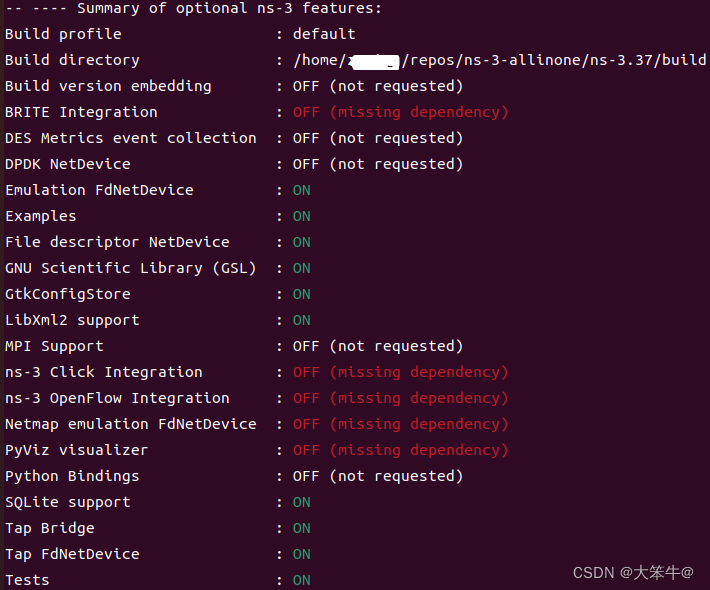 -- ---- Summary of optional ns-3 features:
Build profile : default
Build directory : /home/z /repos/ns-3-allinone/ns-3.37/build
Build version embedding : OFF (not requested)
BRITE Integration : OFF (missing dependency)
DES Metrics event collection : OFF (not requested)
DPDK NetDevice : OFF (not requested)
Emulation FdNetDevice : ON
Examples : ON
File descriptor NetDevice : ON
GNU Scientific Library (GSL) : ON
GtkConfigStore : ON
LibXml2 support : ON
MPI Support : OFF (not requested)
ns-3 Click Integration : OFF (missing dependency)
ns-3 OpenFlow Integration : OFF (missing dependency)
Netmap emulation FdNetDevice : OFF (missing dependency)
PyViz visualizer : OFF (missing dependency)
Python Bindings : OFF (not requested)
SQLite support : ON
Tap Bridge : ON
Tap FdNetDevice : ON
Tests : ON
CSDN @大笨牛@